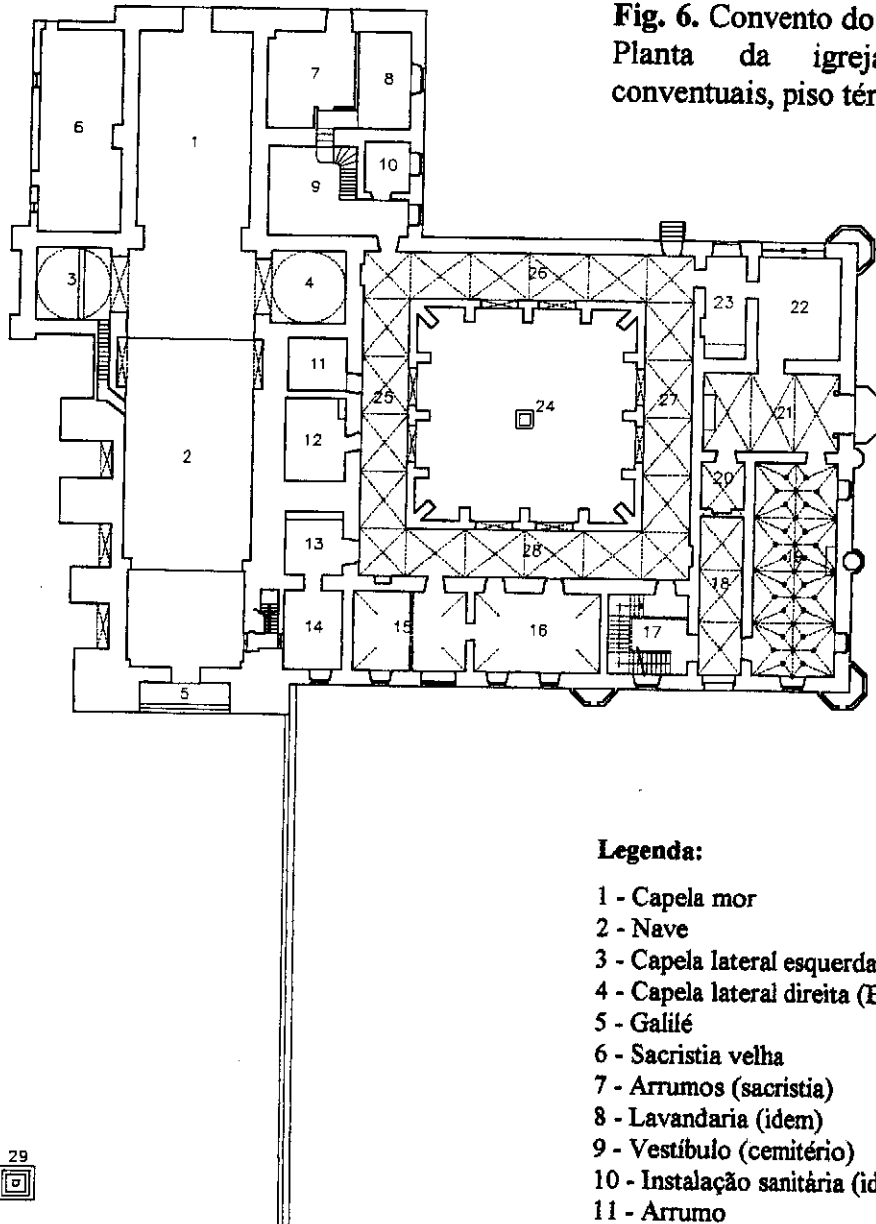 Fig. 6. Convento do
Planta da igreja
conventuais, piso tér
7
8
6
1
10
9
3
4
26
23
22
11
25
24
27
21
12
2
20
13
28
18
19
14
15
16
17
5
29
Legenda:
1 - Capela mor
2 - Nave
3 - Capela lateral esquerda
4 - Capela lateral direita (E
5 - Galilé
6 - Sacristia velha
7 - Arrumos (sacristia)
8 - Lavandaria (idem)
9 - Vestíbulo (cemitério)
10 - Instalação sanitária (id
11 - Arrumo